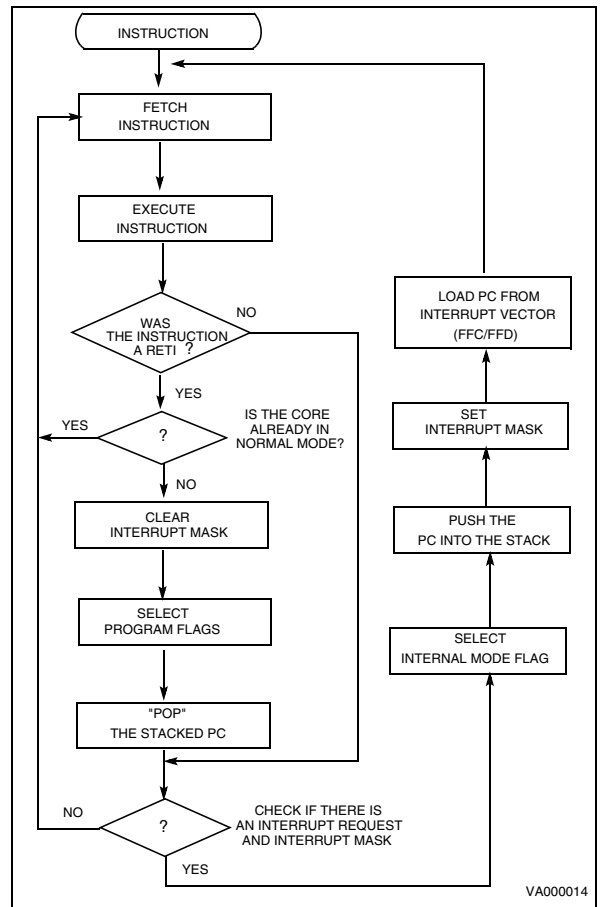 INSTRUCTION
FETCH
INSTRUCTION
EXECUTE
INSTRUCTION
WAS
THE INSTRUCTION
A RETI ?
NO
YES
?
IS THE CORE
ALREADY IN
NORMAL MODE?
YES
NO
CLEAR
INTERRUPT MASK
SELECT
PROGRAM FLAGS
"POP"
THE STACKED PC
?
CHECK IF THERE IS
AN INTERRUPT REQUEST
AND INTERRUPT MASK
NO
YES
SELECT
INTERNAL MODE FLAG
PUSH THE
PC INTO THE STACK
SET
INTERRUPT MASK
LOAD PC FROM
INTERRUPT VECTOR
(FFC/FFD)
VA000014